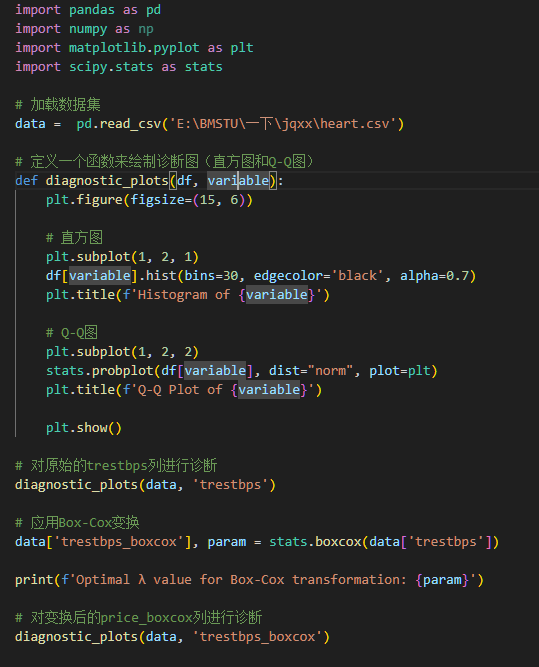 import pandas as pd
import numpy as np
import matplotlib.pyplot as plt
import scipy.stats as stats

# 加载数据集
data =  pd.read_csv('E:\BMSTU\一下\jqxx\heart.csv')

# 定义一个函数来绘制诊断图（直方图和Q-Q图）
def diagnostic_plots(df, variable):
    plt.figure(figsize=(15, 6))

    # 直方图
    plt.subplot(1, 2, 1)
    df[variable].hist(bins=30, edgecolor='black', alpha=0.7)
    plt.title(f'Histogram of {variable}')

    # Q-Q图
    plt.subplot(1, 2, 2)
    stats.probplot(df[variable], dist="norm", plot=plt)
    plt.title(f'Q-Q Plot of {variable}')

    plt.show()

# 对原始的trestbps列进行诊断
diagnostic_plots(data, 'trestbps')

# 应用Box-Cox变换
data['trestbps_boxcox'], param = stats.boxcox(data['trestbps'])

print(f'Optimal λ value for Box-Cox transformation: {param}')

# 对变换后的price_boxcox列进行诊断
diagnostic_plots(data, 'trestbps_boxcox')